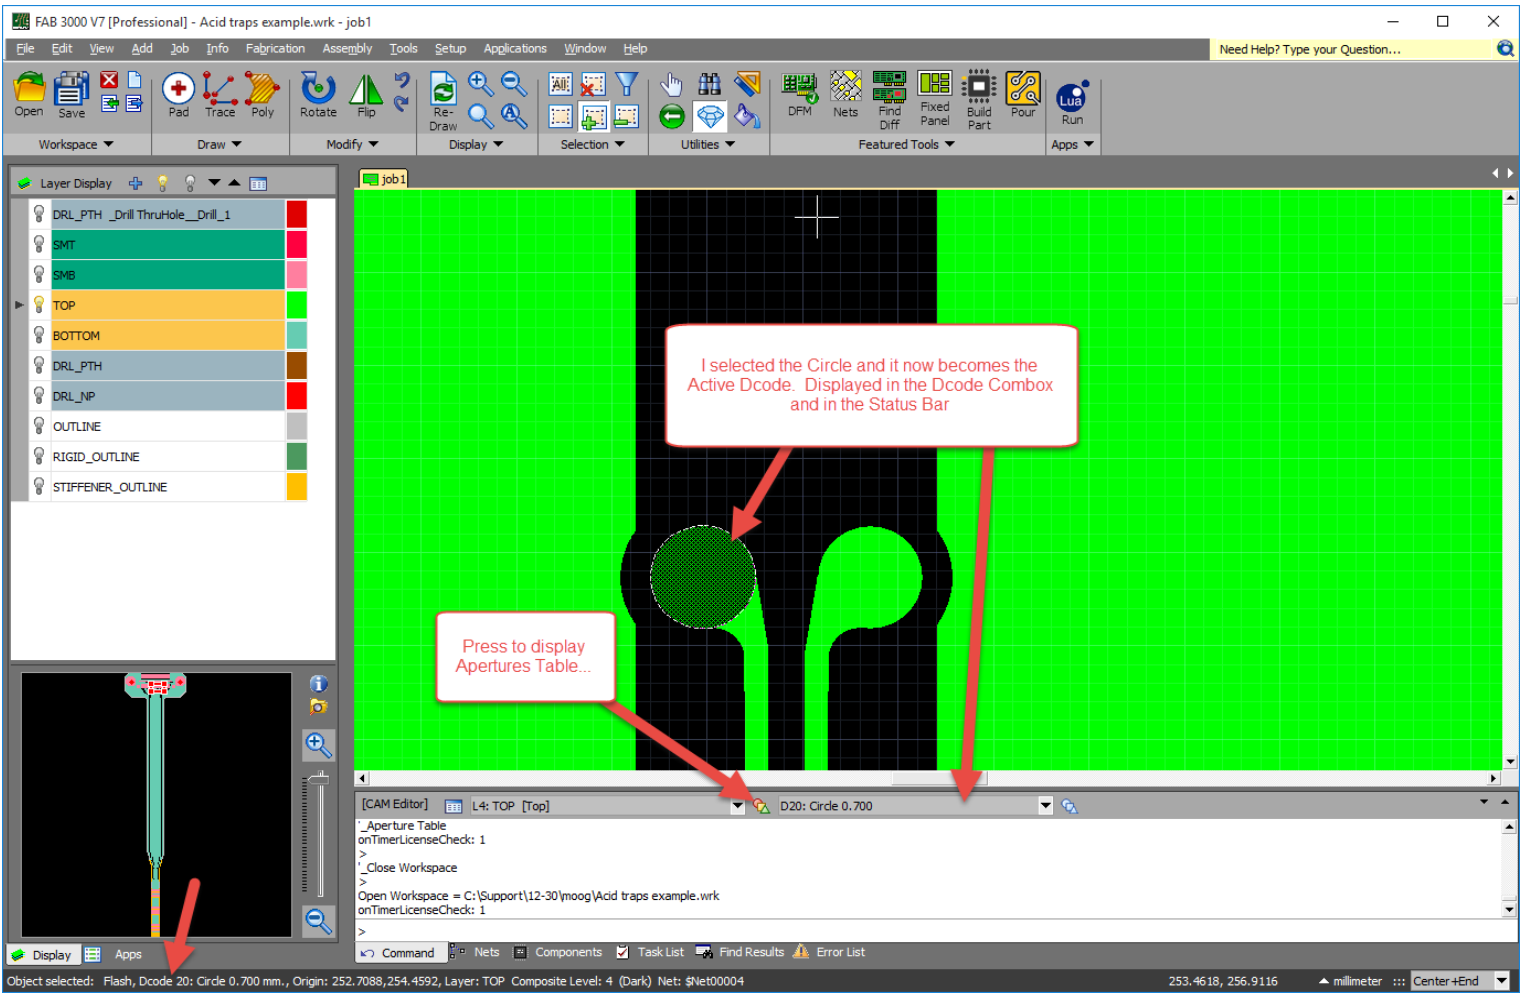 FAB 3000 V7 [Professional] - Acid traps example.wrk - job1
File Edit View Add Job Info Fabrication Assembly Tools Setup Applications Window Help
Need Help? Type your Question...
Open Save Pad Trace Poly Rotate Flip Re-Draw All DFM Nets Find Diff Fixed Panel Build Part Pour Lua Run
Workspace Draw Modify Display Selection Utilities Featured Tools Apps
Layer Display
job1
DRL_PTH _Drill ThruHole__Drill_1
SMT
SMB
TOP
BOTTOM
DRL_PTH
DRL_NP
OUTLINE
RIGID_OUTLINE
STIFFENER_OUTLINE
I selected the Circle and it now becomes the
Active Dcode. Displayed in the Dcode Combox
and in the Status Bar
Press to display
Apertures Table...
[CAM Editor] L4: TOP [Top] D20: Circle 0.700
'_Aperture Table
onTimerLicenseCheck: 1
>
'_Close Workspace
>
Open Workspace = C:\Support\12-30\moog\Acid traps example.wrk
onTimerLicenseCheck: 1
>
Display Apps
Command Nets Components Task List Find Results Error List
Object selected: Flash, Dcode 20: Circle 0.700 mm., Origin: 252.7088,254.4592, Layer: TOP Composite Level: 4 (Dark) Net: $Net00004
253.4618, 256.9116 millimeter ::: Center+End